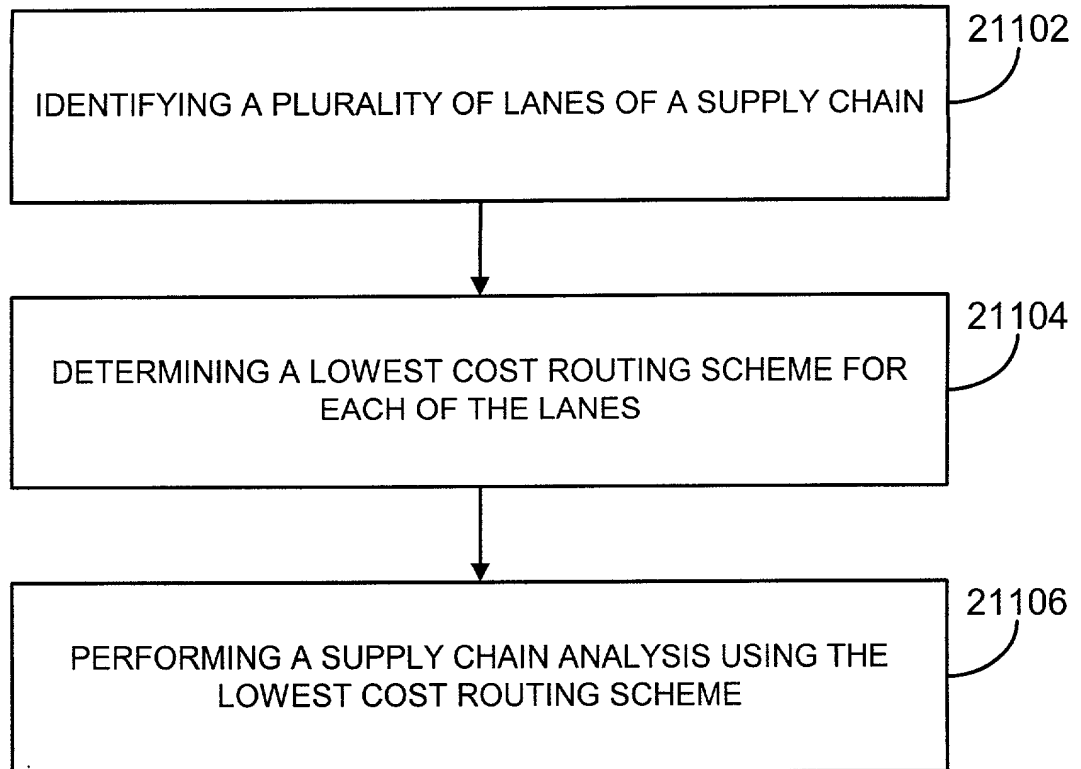 21102
IDENTIFYING A PLURALITY OF LANES OF A SUPPLY CHAIN
21104
DETERMINING A LOWEST COST ROUTING SCHEME FOR
EACH OF THE LANES
21106
PERFORMING A SUPPLY CHAIN ANALYSIS USING THE
LOWEST COST ROUTING SCHEME